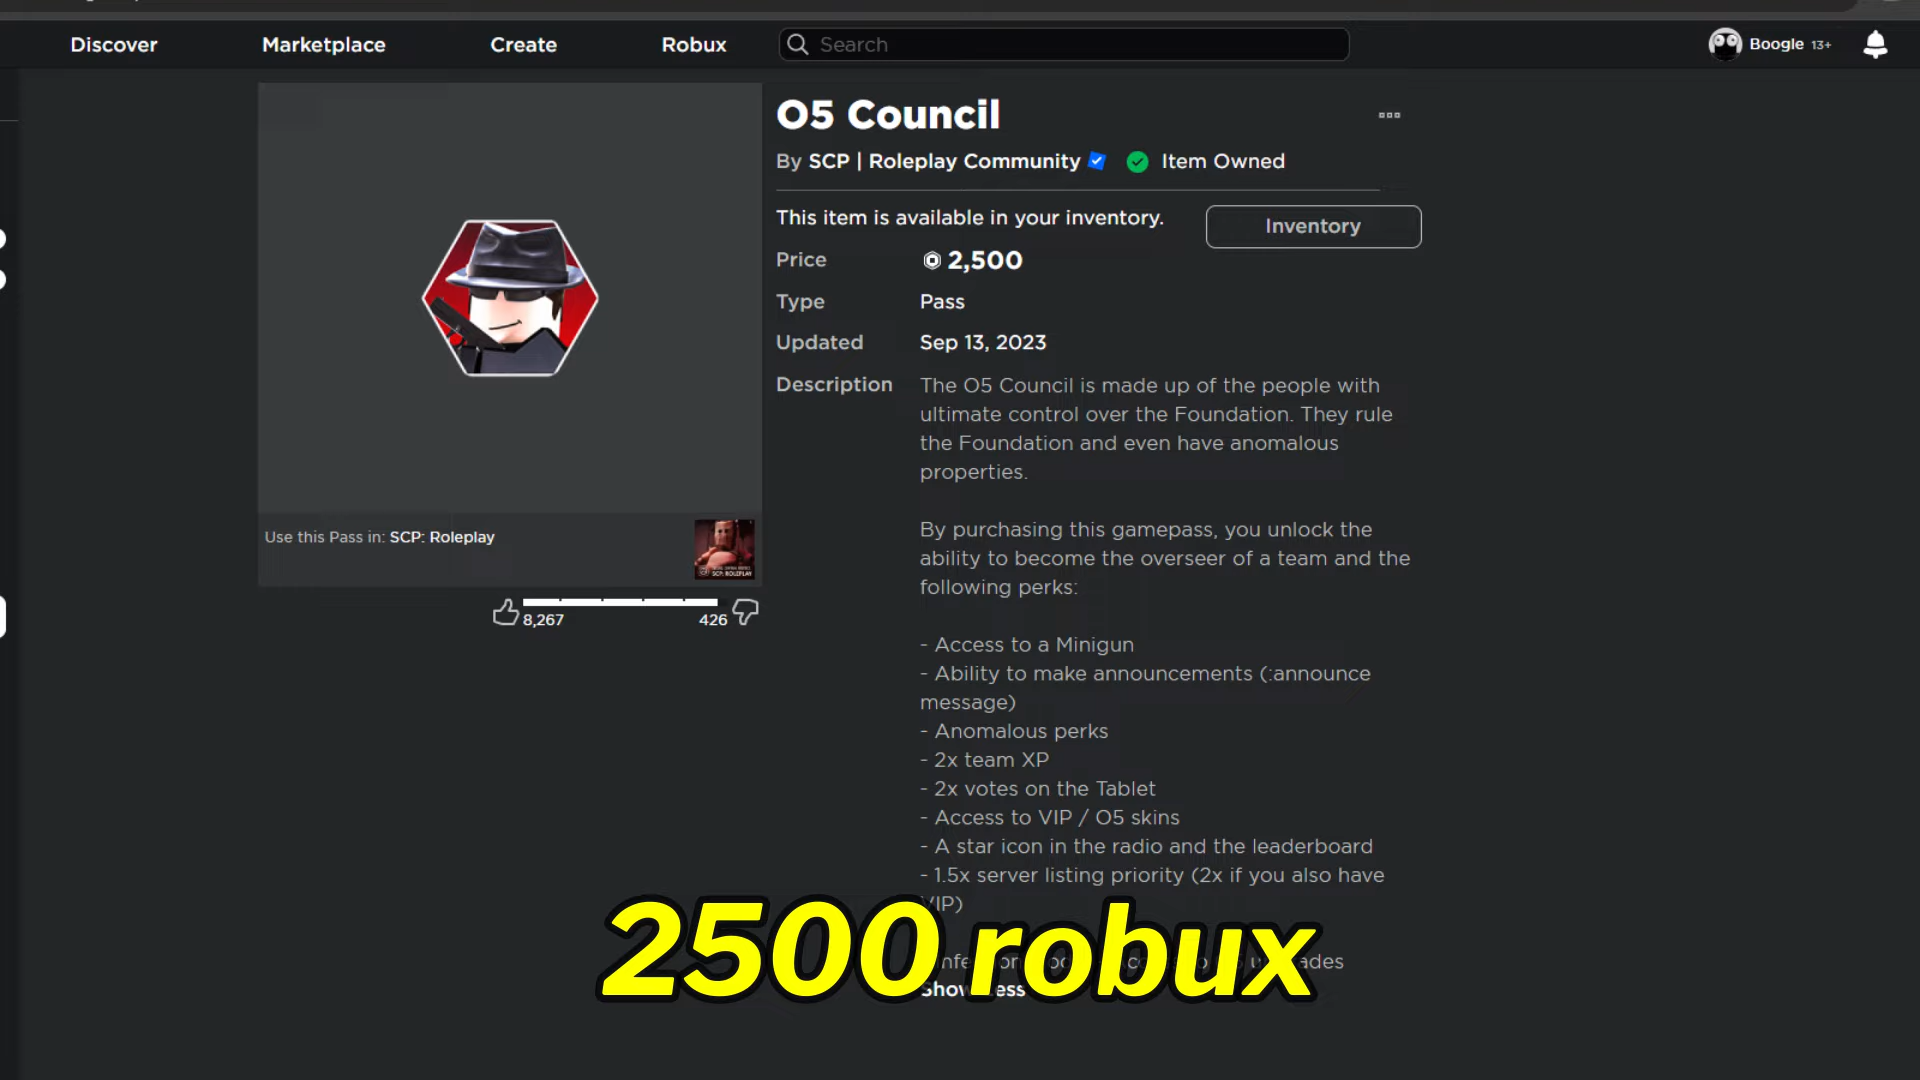 Discover
Marketplace
Create
Robux
Search
Boogle 13+
O5 Council
By SCP | Roleplay Community
Item Owned
This item is available in your inventory.
Inventory
Price
2,500
Type
Pass
Updated
Sep 13, 2023
Description
The O5 Council is made up of the people with
ultimate control over the Foundation. They rule
the Foundation and even have anomalous
properties.
By purchasing this gamepass, you unlock the
ability to become the overseer of a team and the
following perks:
- Access to a Minigun
- Ability to make announcements (:announce
message)
- Anomalous perks
- 2x team XP
- 2x votes on the Tablet
- Access to VIP / O5 skins
- A star icon in the radio and the leaderboard
- 1.5x server listing priority (2x if you also have
VIP)
Show Less
Use this Pass in: SCP: Roleplay
SCP: ROLEPLAY
8,267
426
2500 robux